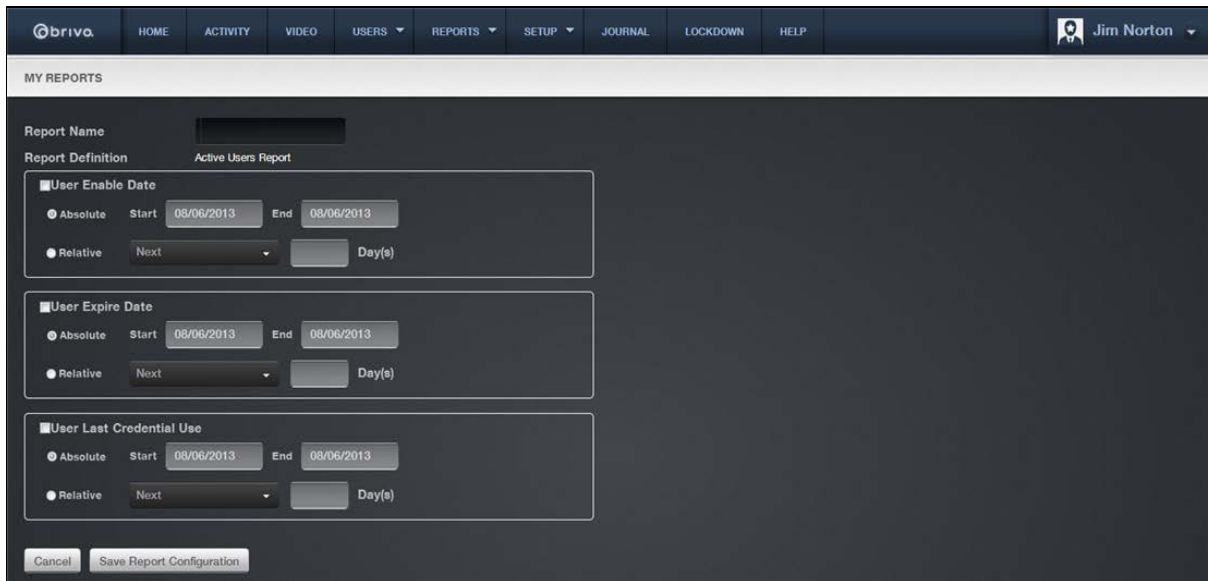 brivo. HOME ACTIVITY VIDEO USERS REPORTS SETUP JOURNAL LOCKDOWN HELP Jim Norton
MY REPORTS
Report Name
Report Definition Active Users Report
User Enable Date
Absolute Start 08/06/2013 End 08/06/2013
Relative Next Day(s)
User Expire Date
Absolute Start 08/06/2013 End 08/06/2013
Relative Next Day(s)
User Last Credential Use
Absolute Start 08/06/2013 End 08/06/2013
Relative Next Day(s)
Cancel Save Report Configuration